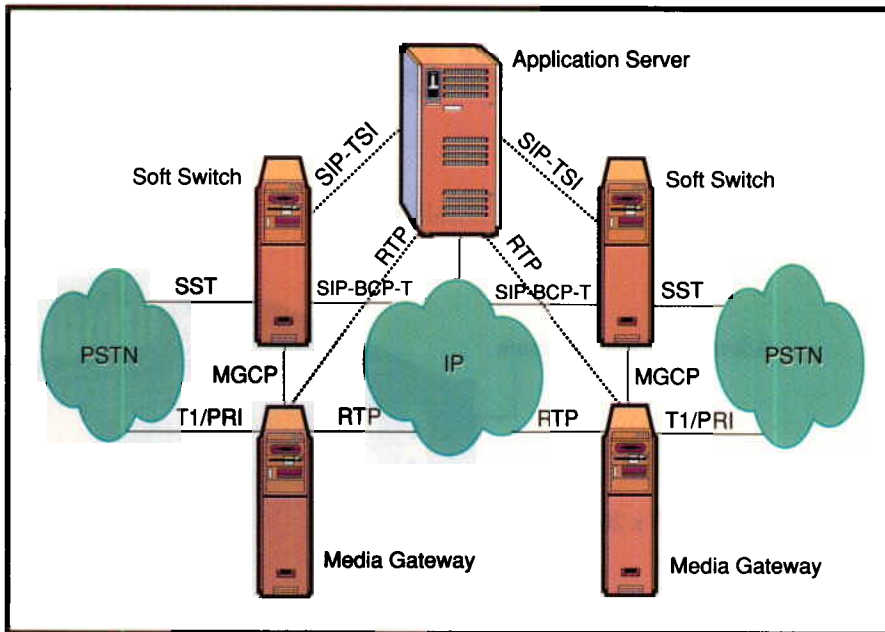 Application Server
SIP-TSI
SIP-TSI
Soft Switch
Soft Switch
RTP
RTP
SST
SIP-BCP-T
SIP-BCP-T
SST
PSTN
IP
PSTN
MGCP
MGCP
T1/PRI
RTP
RTP
T1/PRI
Media Gateway
Media Gateway